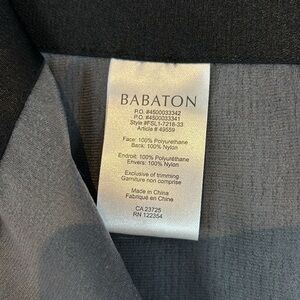 BABATON
P.O. #4500033342
P.O. #4500033341
Style #FSL1-7218-33
Article # 49559
Face: 100% Polyurethane
Back: 100% Nylon
Endroit: 100% Polyuréthane
Envers: 100% Nylon
Exclusive of trimming
Garniture non comprise
Made in China
Fabriqué en Chine
CA 23725
RN 122354